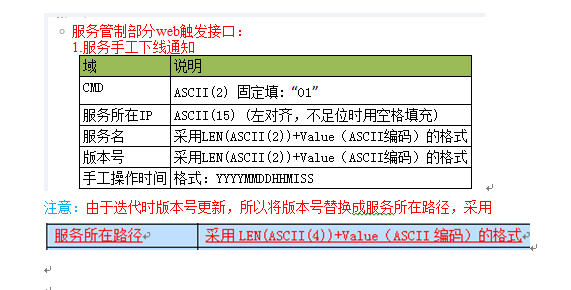 服务管制部分web触发接口：
1.服务手工下线通知
域 说明
CMD ASCII(2) 固定填：“01”
服务所在IP ASCII(15) (左对齐，不足位时用空格填充)
服务名 采用LEN(ASCII(2))+Value（ASCII编码）的格式
版本号 采用LEN(ASCII(2))+Value（ASCII编码）的格式
手工操作时间 格式：YYYYMMDDHHMISS
注意：由于迭代时版本号更新，所以将版本号替换成服务所在路径，采用
服务所在路径 采用 LEN(ASCII(4))+Value（ASCII 编码）的格式